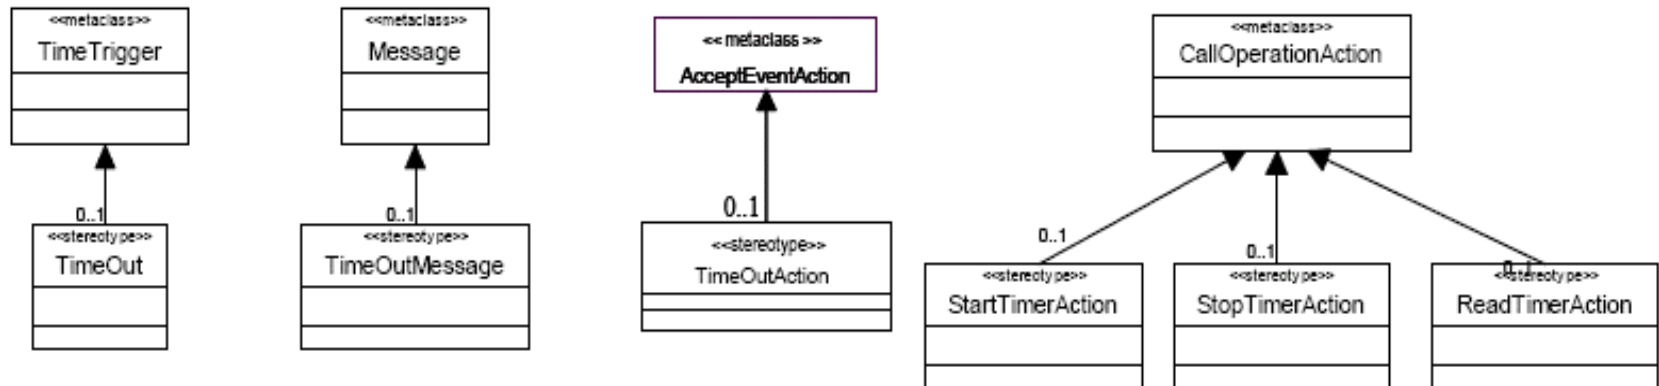 <<metaclass>>
TimeTrigger
<<metaclass>>
Message
<< metaclass >>
AcceptEventAction
<<metaclass>>
CallOperationAction
0..1
<<stereotype>>
TimeOut
0..1
<<stereotype>>
TimeOutMessage
0..1
<<stereotype>>
TimeOutAction
0..1
<<stereotype>>
StartTimerAction
0..1
<<stereotype>>
StopTimerAction
0..1
<<stereotype>>
ReadTimerAction